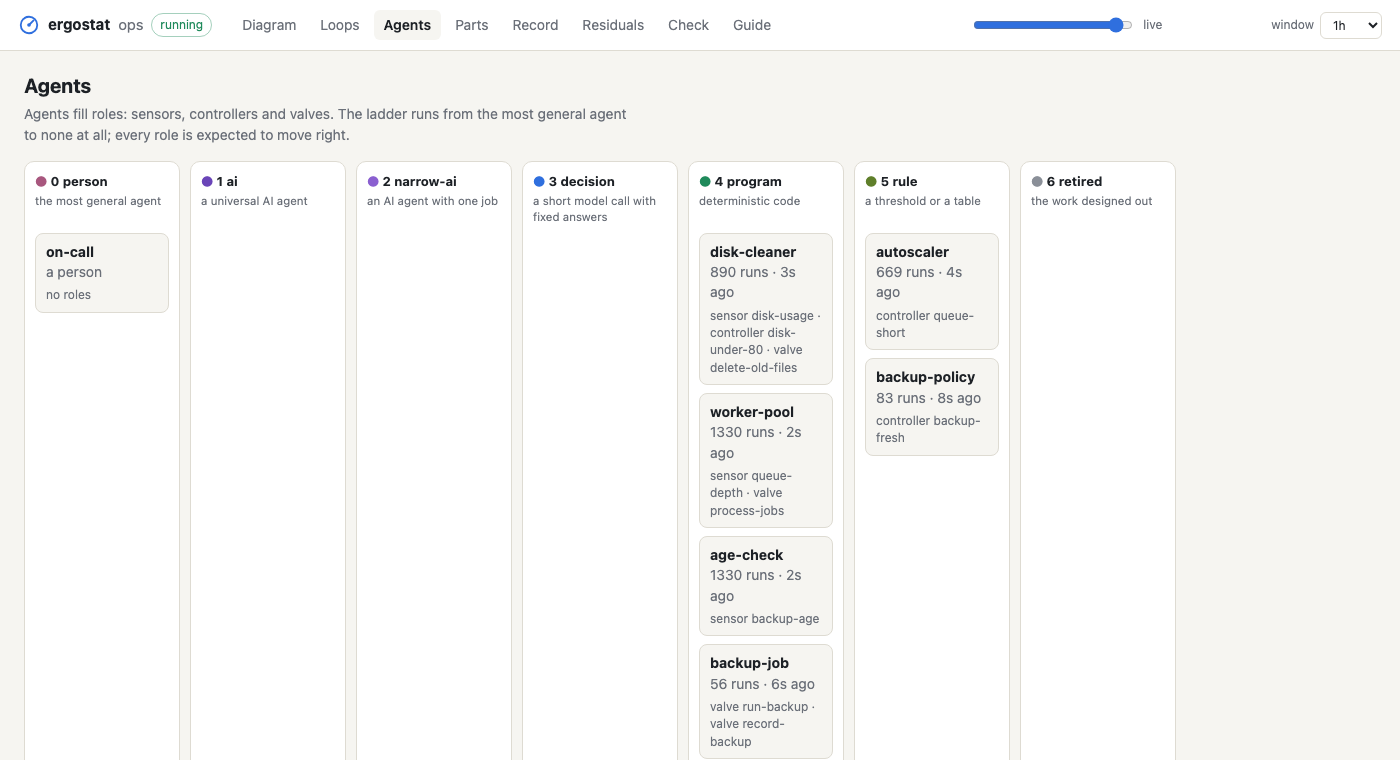 ergostat ops running Diagram Loops Agents Parts Record Residuals Check Guide live window 1h
Agents
Agents fill roles: sensors, controllers and valves. The ladder runs from the most general agent
to none at all; every role is expected to move right.
0 person
the most general agent
on-call
a person
no roles
1 ai
a universal AI agent
2 narrow-ai
an AI agent with one job
3 decision
a short model call with
fixed answers
4 program
deterministic code
disk-cleaner
890 runs · 3s
ago
sensor disk-usage ·
controller disk-
under-80 · valve
delete-old-files
worker-pool
1330 runs · 2s
ago
sensor queue-
depth · valve
process-jobs
age-check
1330 runs · 2s
ago
sensor backup-age
backup-job
56 runs · 6s ago
valve run-backup ·
valve record-
backup
5 rule
a threshold or a table
autoscaler
669 runs · 4s
ago
controller queue-
short
backup-policy
83 runs · 8s ago
controller backup-
fresh
6 retired
the work designed out